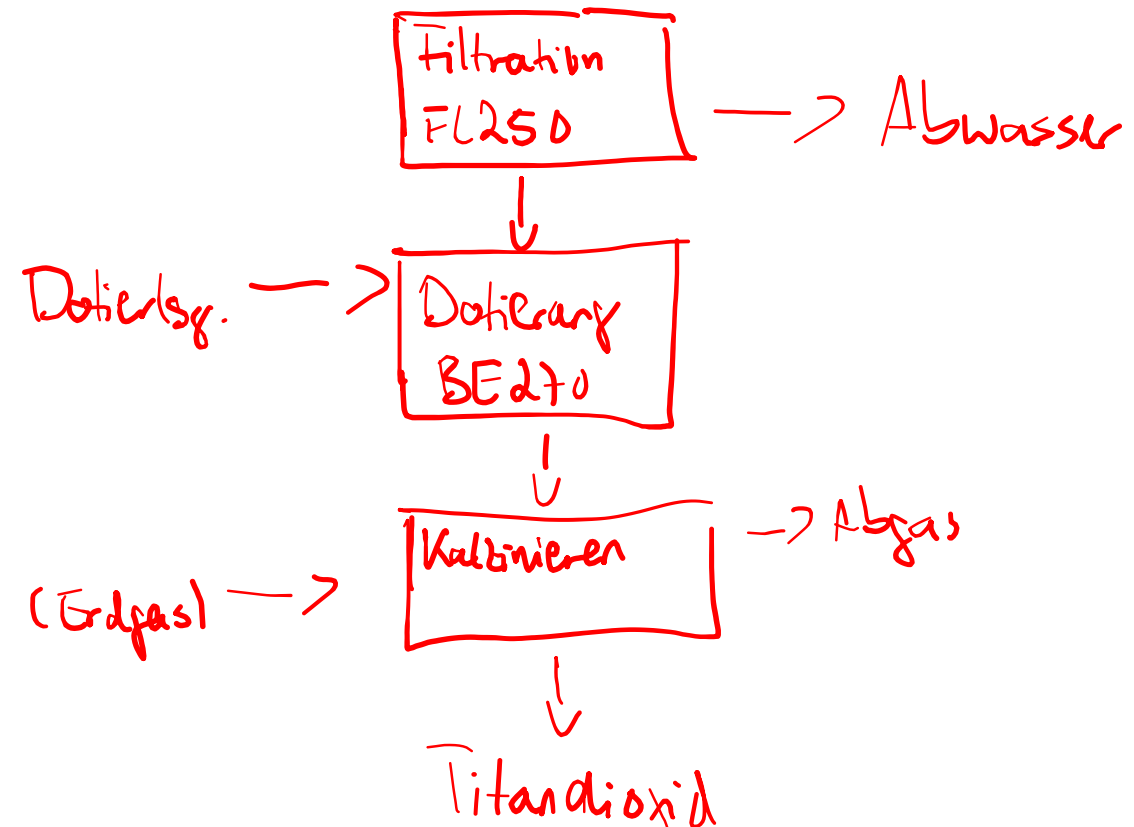 Filtration
FL250
Abwasser
Dotierlsg.
Dotierung
BE270
Kalzinieren
Abgas
(Erdgas)
Titandioxid